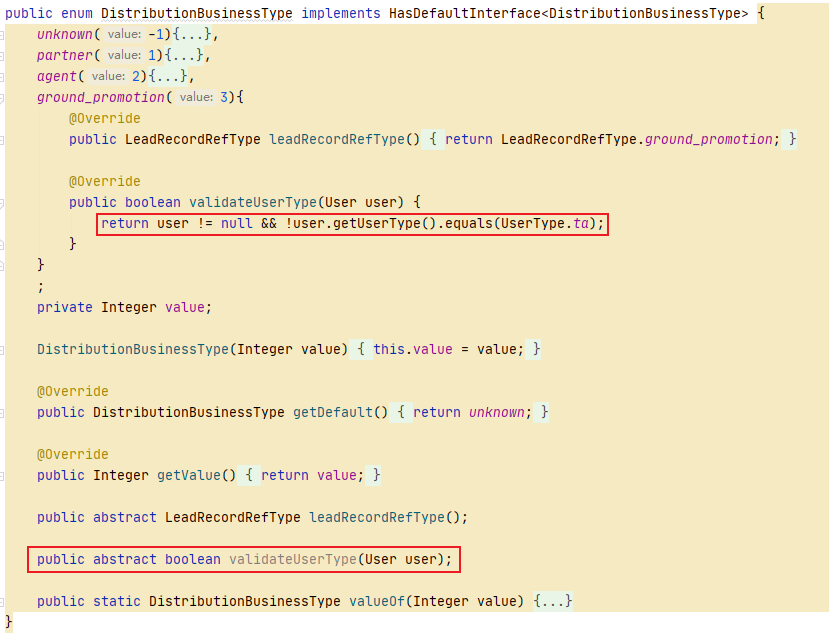 public enum DistributionBusinessType implements HasDefaultInterface<DistributionBusinessType> {
unknown( value: -1){...},
partner( value: 1){...},
agent( value: 2){...},
ground_promotion( value: 3){
@Override
public LeadRecordRefType leadRecordRefType() { return LeadRecordRefType.ground_promotion; }
@Override
public boolean validateUserType(User user) {
return user != null && !user.getUserType().equals(UserType.ta);
}
}
;
private Integer value;
DistributionBusinessType(Integer value) { this.value = value; }
@Override
public DistributionBusinessType getDefault() { return unknown; }
@Override
public Integer getValue() { return value; }
public abstract LeadRecordRefType leadRecordRefType();
public abstract boolean validateUserType(User user);
public static DistributionBusinessType valueOf(Integer value) {...}
}